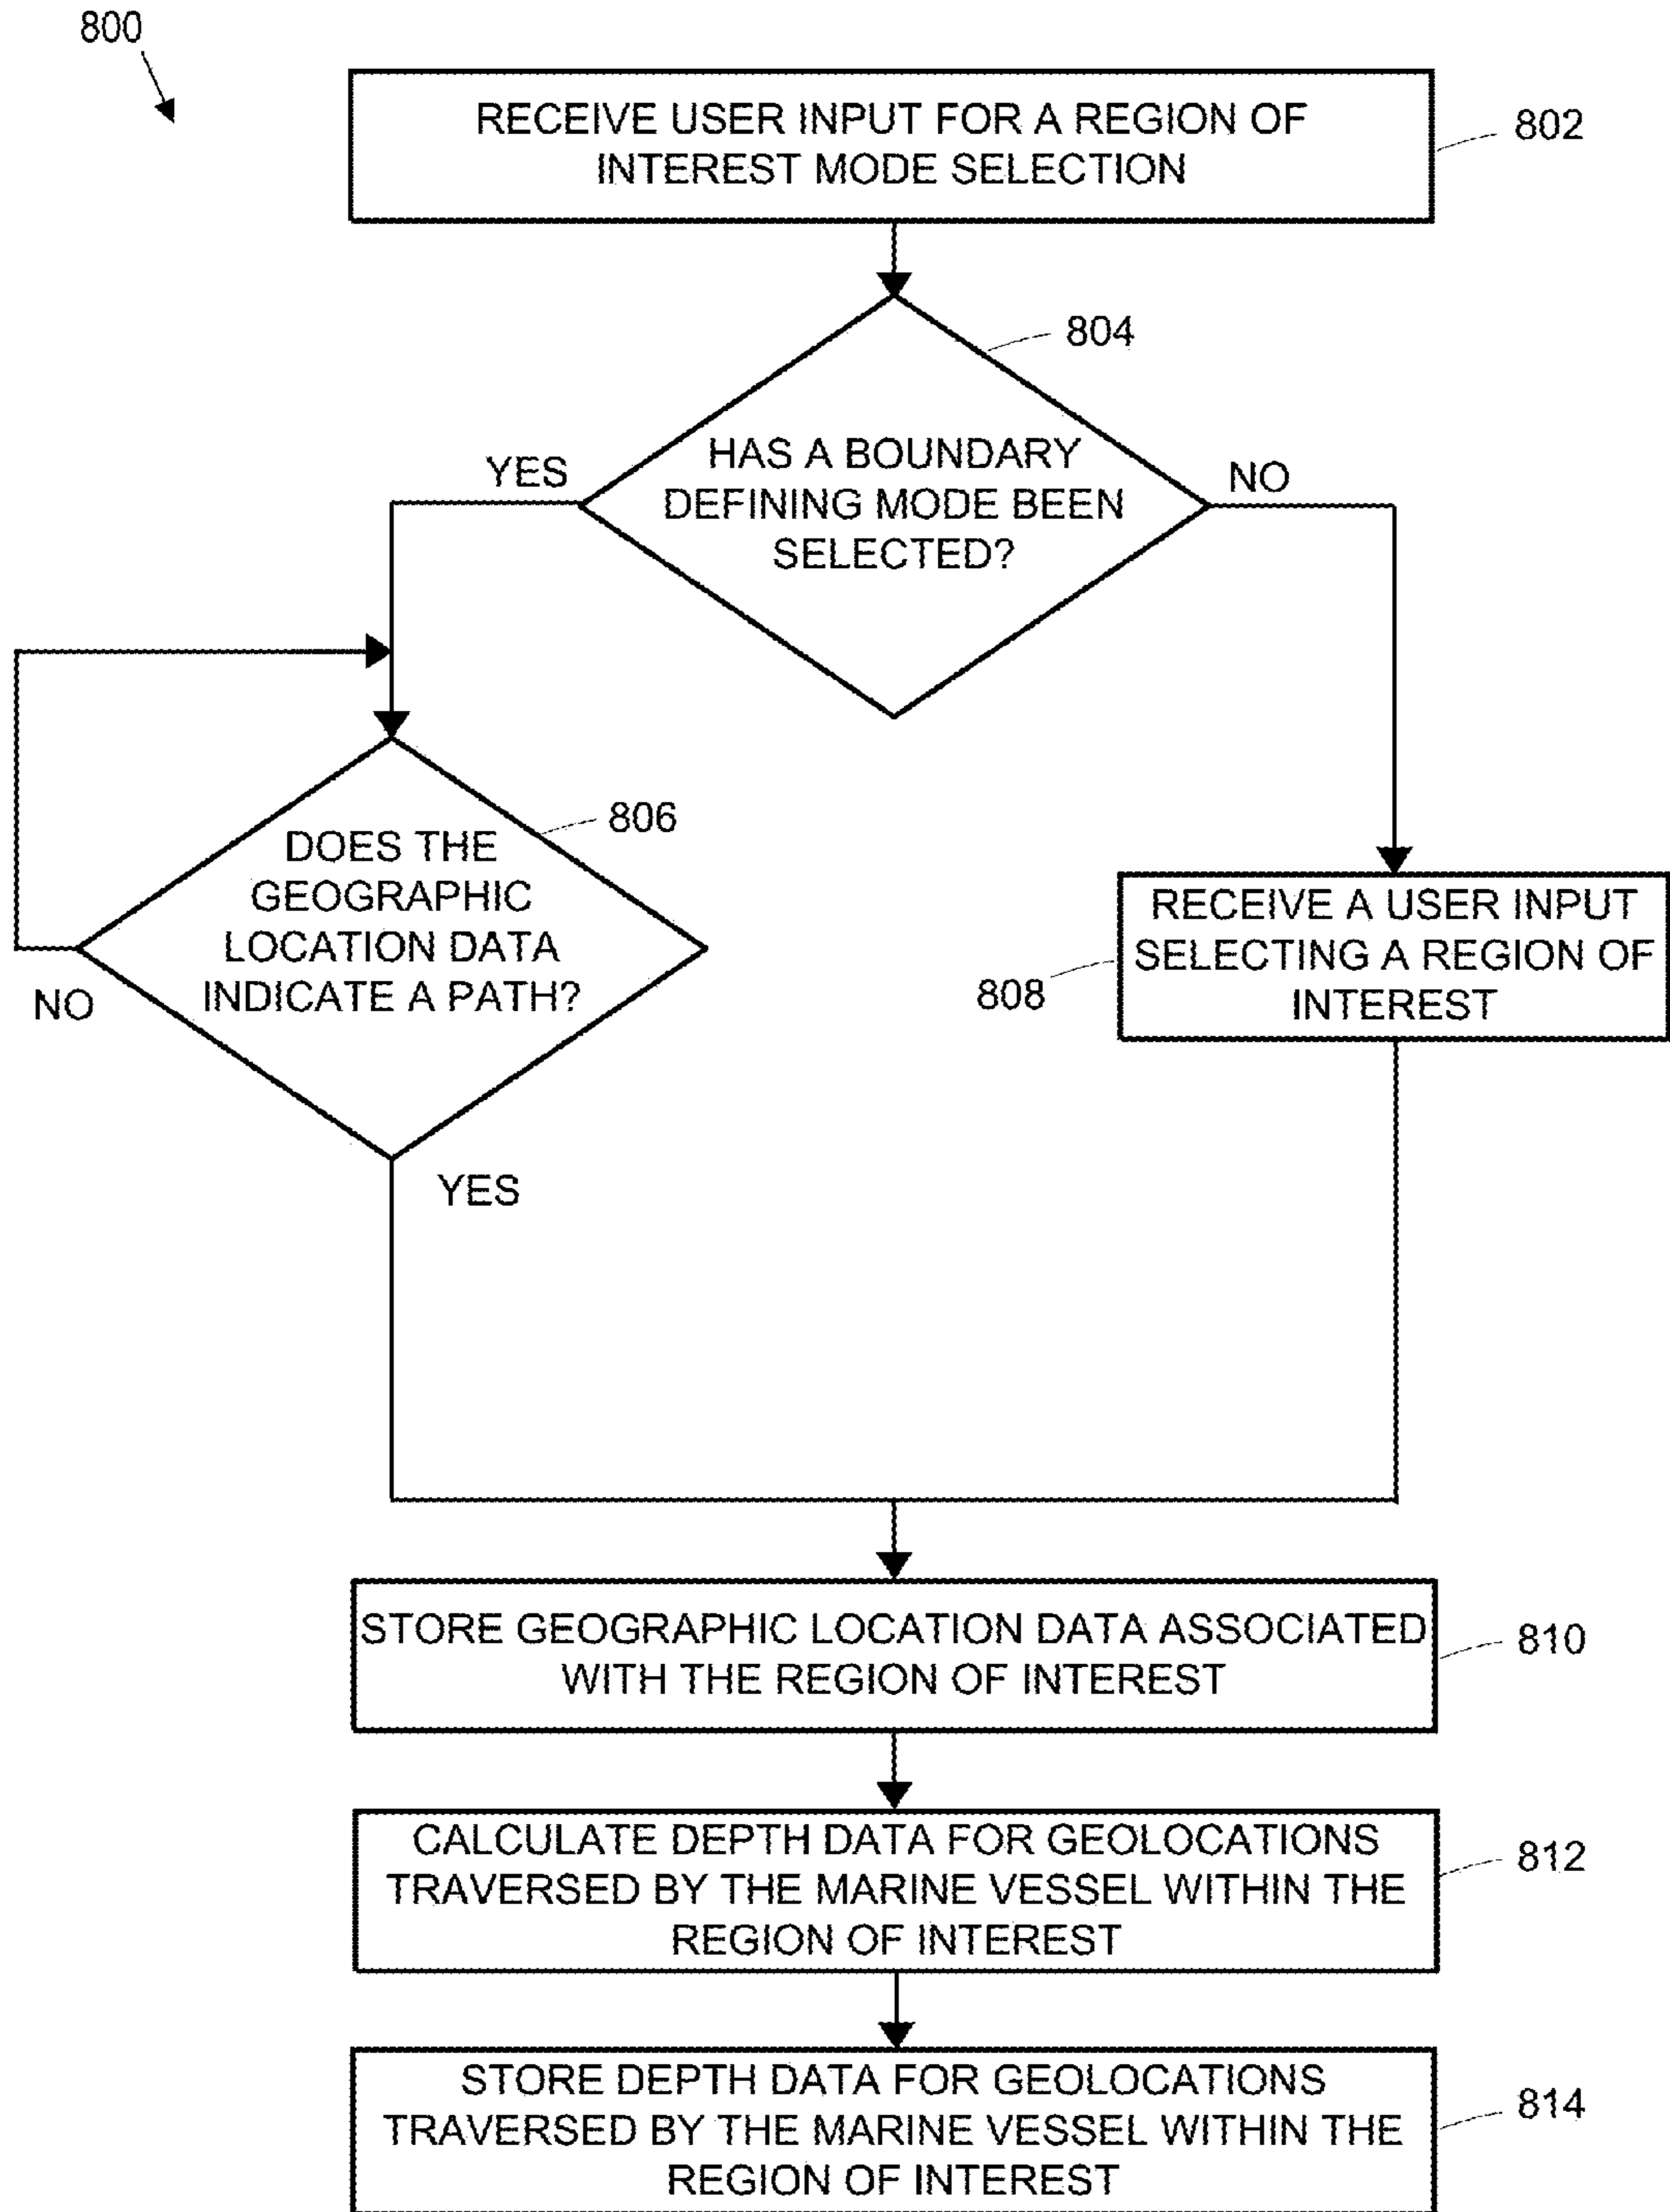 800
RECEIVE USER INPUT FOR A REGION OF
INTEREST MODE SELECTION
802
804
HAS A BOUNDARY
DEFINING MODE BEEN
SELECTED?
YES
NO
806
DOES THE
GEOGRAPHIC
LOCATION DATA
INDICATE A PATH?
NO
YES
RECEIVE A USER INPUT
SELECTING A REGION OF
INTEREST
808
STORE GEOGRAPHIC LOCATION DATA ASSOCIATED
WITH THE REGION OF INTEREST
810
CALCULATE DEPTH DATA FOR GEOLOCATIONS
TRAVERSED BY THE MARINE VESSEL WITHIN THE
REGION OF INTEREST
812
STORE DEPTH DATA FOR GEOLOCATIONS
TRAVERSED BY THE MARINE VESSEL WITHIN THE
REGION OF INTEREST
814